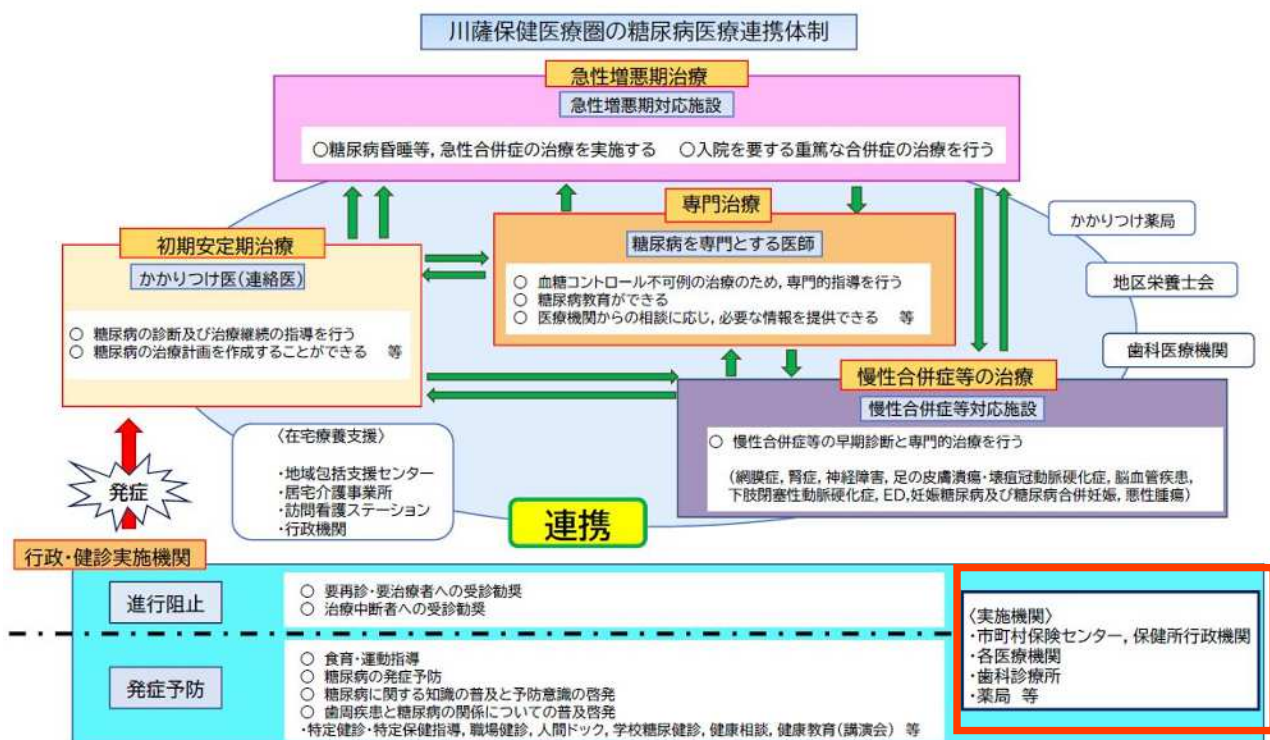 川薩保健医療圏の糖尿病医療連携体制
急性増悪期治療
急性増悪期対応施設
○糖尿病昏睡等,急性合併症の治療を実施する ○入院を要する重篤な合併症の治療を行う
専門治療
糖尿病を専門とする医師
○ 血糖コントロール不可例の治療のため,専門的指導を行う
○ 糖尿病教育ができる
○ 医療機関からの相談に応じ,必要な情報を提供できる 等
初期安定期治療
かかりつけ医(連絡医)
○ 糖尿病の診断及び治療継続の指導を行う
○ 糖尿病の治療計画を作成することができる 等
かかりつけ薬局
地区栄養士会
歯科医療機関
慢性合併症等の治療
慢性合併症等対応施設
○ 慢性合併症等の早期診断と専門的治療を行う
(網膜症,腎症,神経障害,足の皮膚潰瘍・壊疽冠動脈硬化症,脳血管疾患,
下肢閉塞性動脈硬化症,ED,妊娠糖尿病及び糖尿病合併妊娠,悪性腫瘍)
〈在宅療養支援〉
・地域包括支援センター
・居宅介護事業所
・訪問看護ステーション
・行政機関
発症
連携
行政・健診実施機関
進行阻止
○ 要再診・要治療者への受診勧奨
○ 治療中断者への受診勧奨
発症予防
○ 食育・運動指導
○ 糖尿病の発症予防
○ 糖尿病に関する知識の普及と予防意識の啓発
○ 歯周疾患と糖尿病の関係についての普及啓発
・特定健診・特定保健指導,職場健診,人間ドック,学校糖尿健診,健康相談,健康教育(講演会) 等
〈実施機関〉
・市町村保険センター,保健所行政機関
・各医療機関
・歯科診療所
・薬局 等